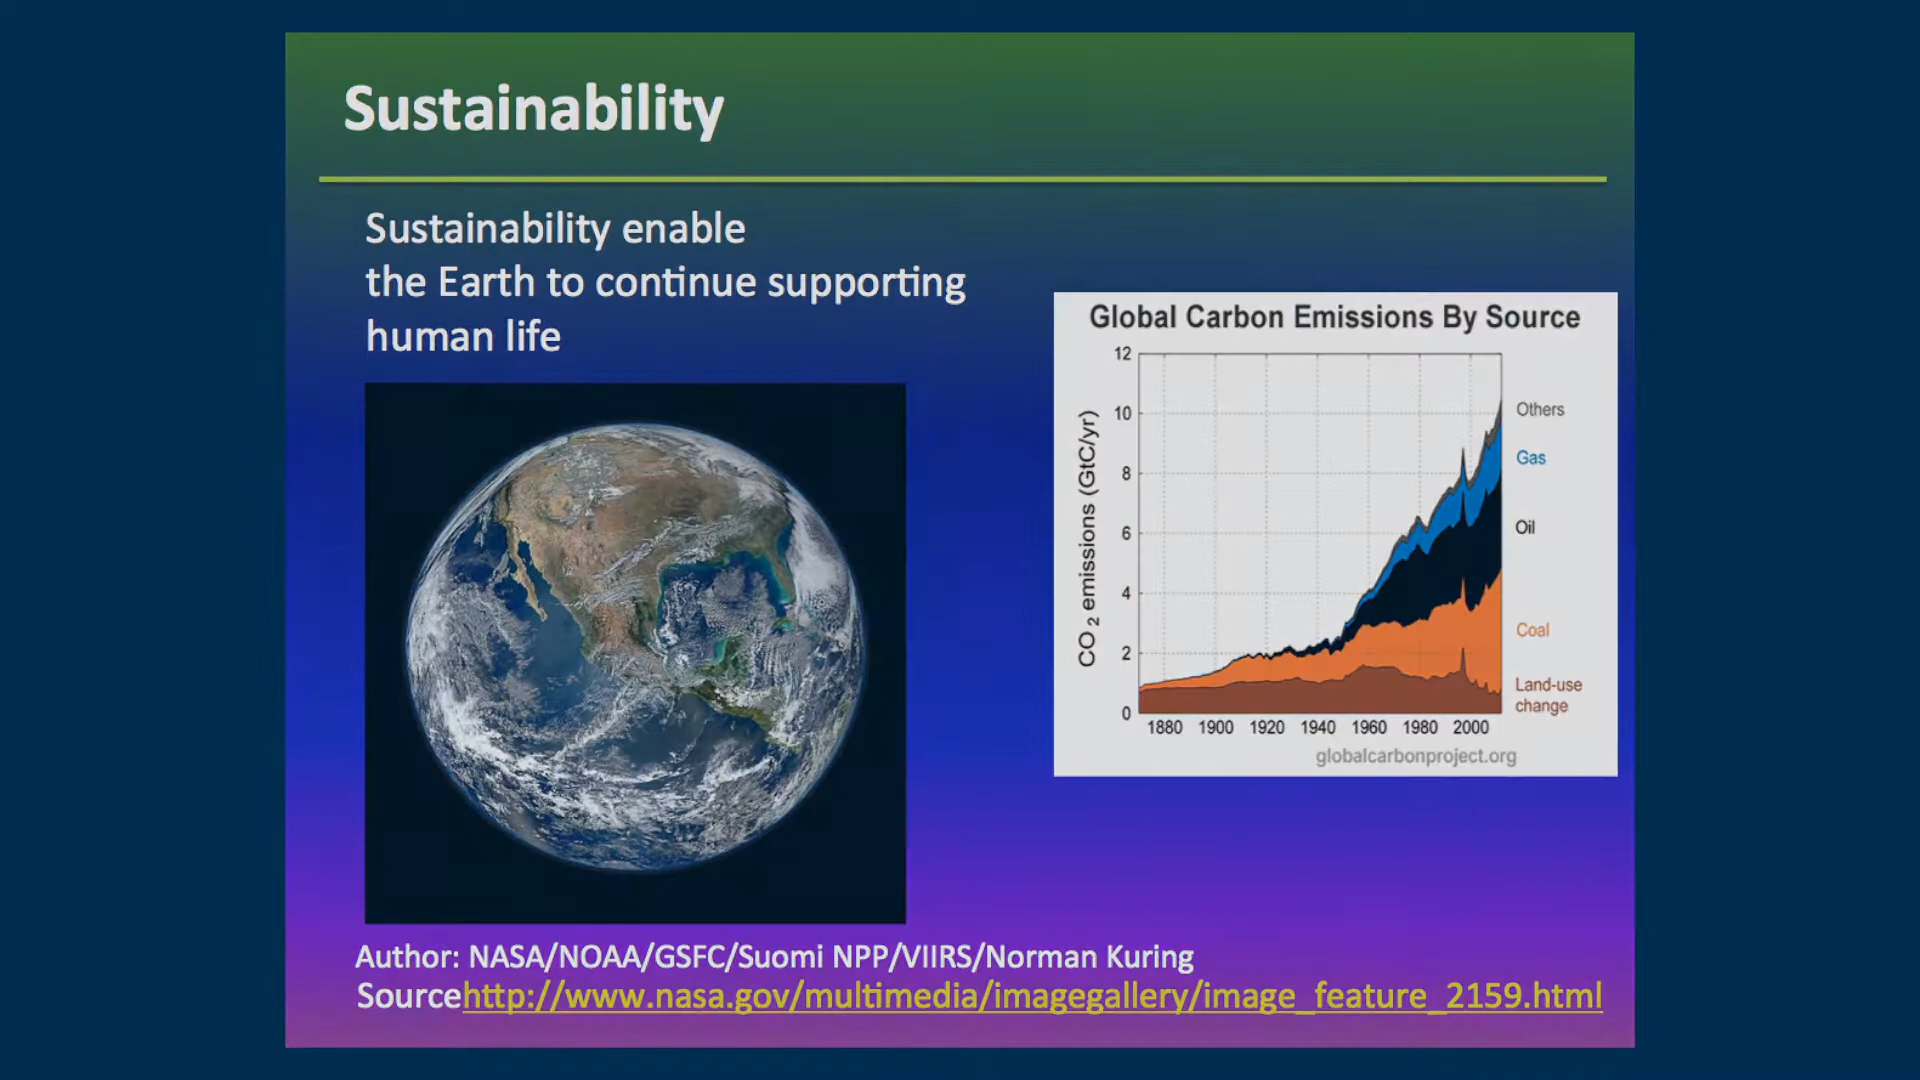 Sustainability
Sustainability enable
the Earth to continue supporting
human life
Global Carbon Emissions By Source
CO2 emissions (GtC/yr)
12
10
8
6
4
2
0
Others
Gas
Oil
Coal
Land-use
change
1880 1900 1920 1940 1960 1980 2000
globalcarbonproject.org
Author: NASA/NOAA/GSFC/Suomi NPP/VIIRS/Norman Kuring
Sourcehttp://www.nasa.gov/multimedia/imagegallery/image_feature_2159.html